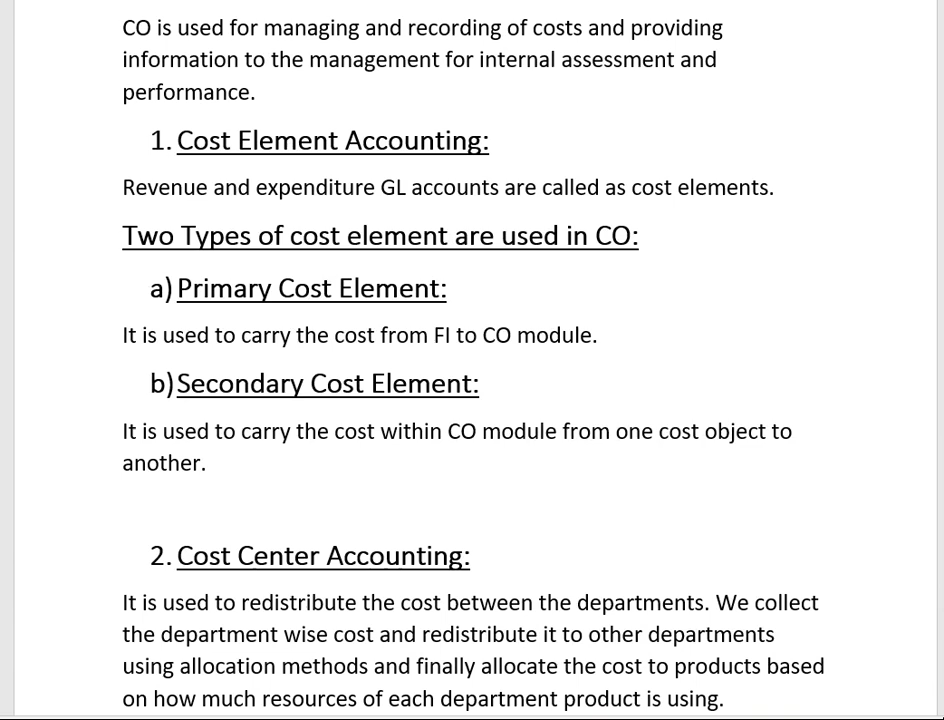 CO is used for managing and recording of costs and providing
information to the management for internal assessment and
performance.
1. Cost Element Accounting:
Revenue and expenditure GL accounts are called as cost elements.
Two Types of cost element are used in CO:
a) Primary Cost Element:
It is used to carry the cost from FI to CO module.
b) Secondary Cost Element:
It is used to carry the cost within CO module from one cost object to
another.
2. Cost Center Accounting:
It is used to redistribute the cost between the departments. We collect
the department wise cost and redistribute it to other departments
using allocation methods and finally allocate the cost to products based
on how much resources of each department product is using.